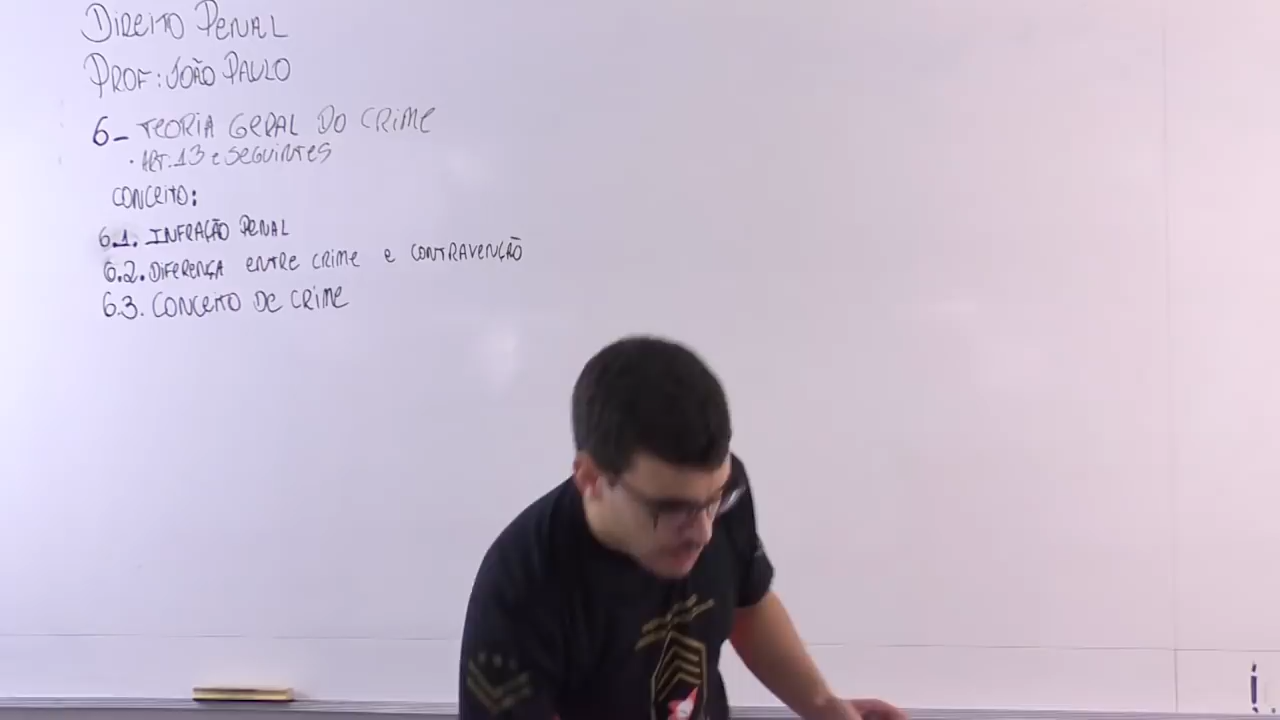 DIREITO PENAL
PROF: JOÃO PAULO
6- TEORIA GERAL DO CRIME
• ART. 13 e SEGUINTES
CONCEITO:
6.1. INFRAÇÃO PENAL
6.2. DIFERENÇA ENTRE CRIME e CONTRAVENÇÃO
6.3. CONCEITO DE CRIME